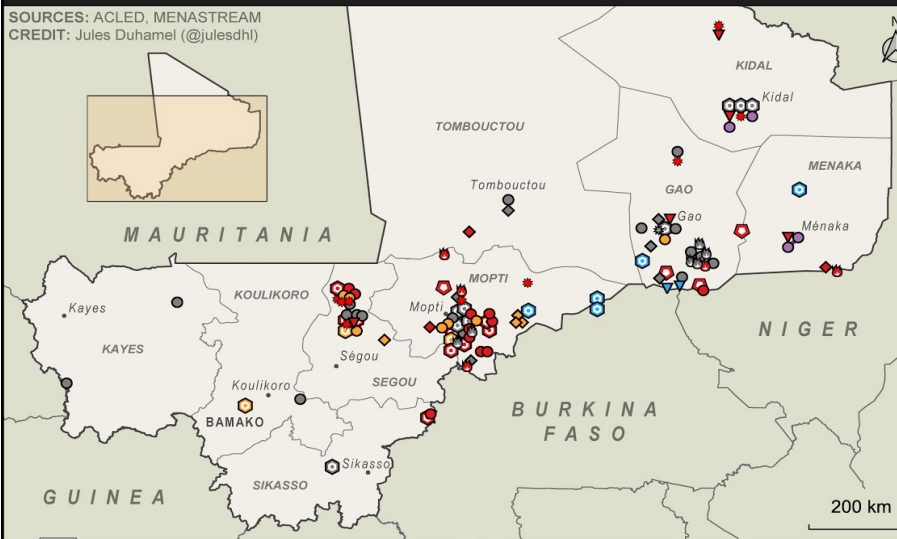 SOURCES: ACLED, MENASTREAM
CREDIT: Jules Duhamel (@julesdhl)
N
KIDAL
Kidal
TOMBOUCTOU
MENAKA
Tombouctou
GAO
Gao
Ménaka
MAURITANIA
MOPTI
KOULIKORO
Kayes
Mopti
NIGER
KAYES
Ségou
SEGOU
Koulikoro
BAMAKO
BURKINA
FASO
Sikasso
SIKASSO
GUINEA
200 km